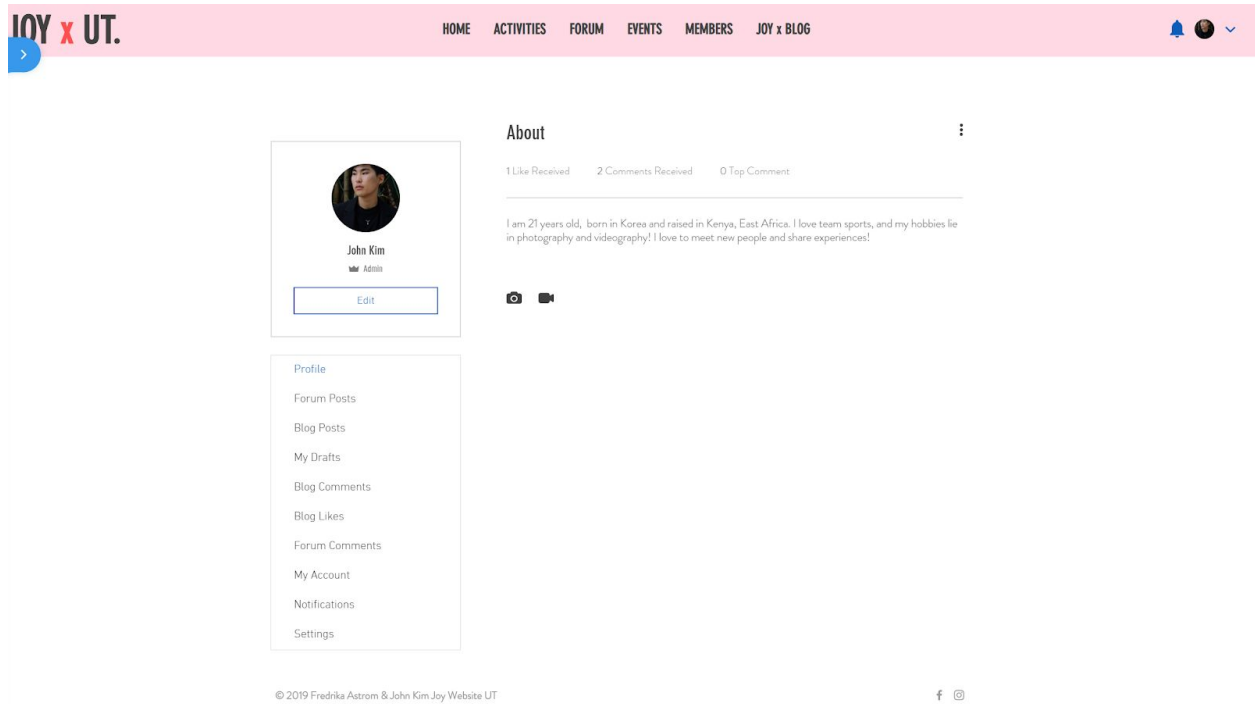 JOY x UT.
HOME ACTIVITIES FORUM EVENTS MEMBERS JOY x BLOG
About
1 Like Received 2 Comments Received 0 Top Comment
I am 21 years old,  born in Korea and raised in Kenya, East Africa. I love team sports, and my hobbies lie
in photography and videography! I love to meet new people and share experiences!
John Kim
Admin
Edit
Profile
Forum Posts
Blog Posts
My Drafts
Blog Comments
Blog Likes
Forum Comments
My Account
Notifications
Settings
© 2019 Fredrika Astrom & John Kim Joy Website UT